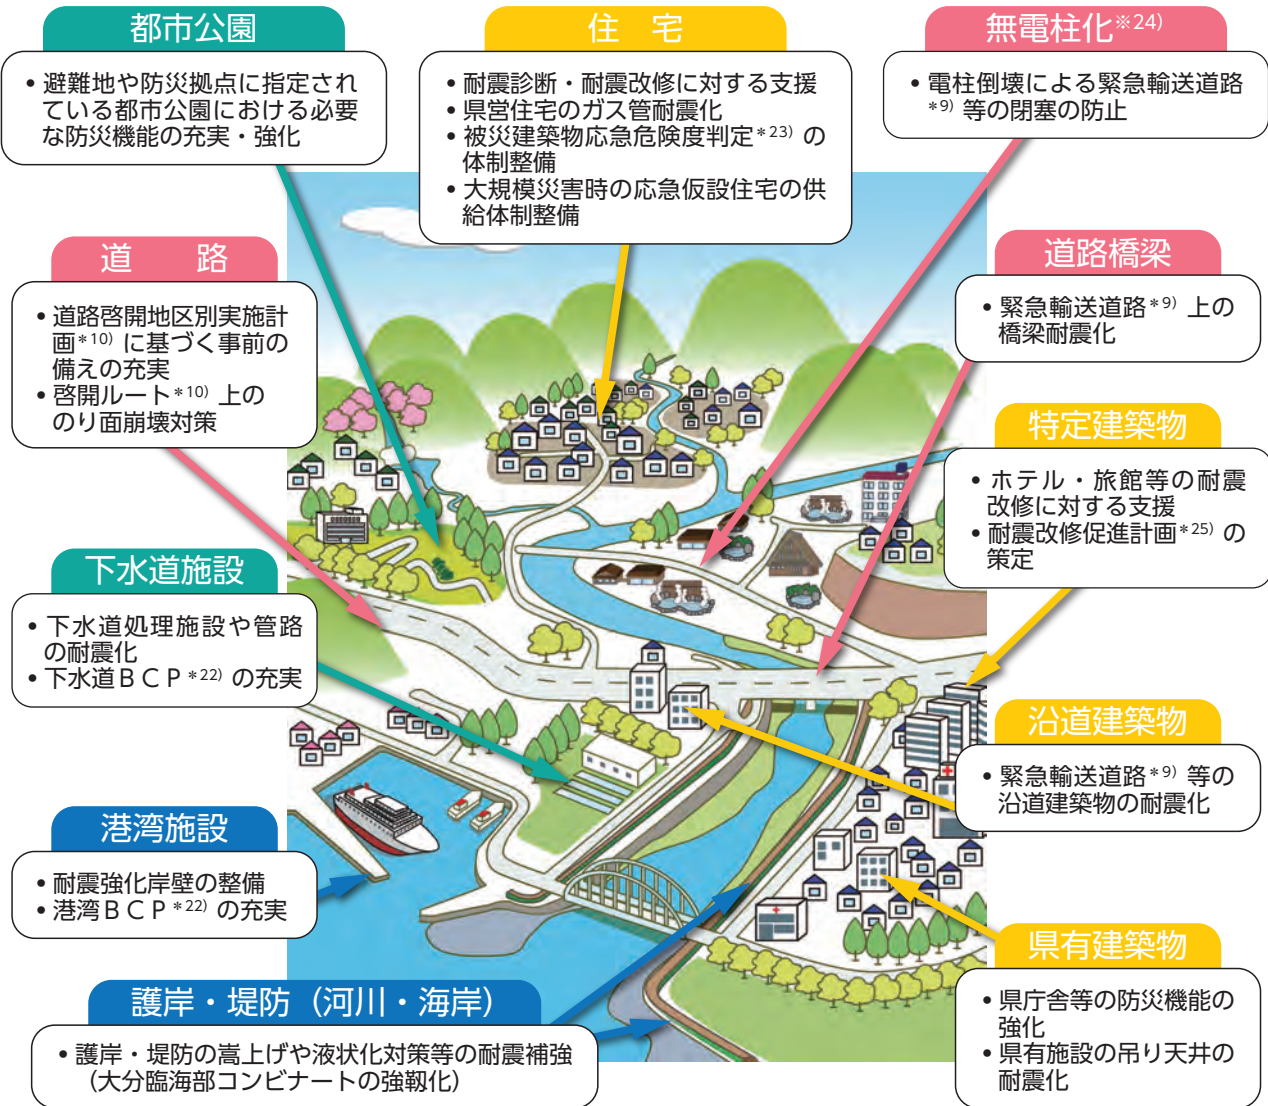 都市公園
• 避難地や防災拠点に指定され
ている都市公園における必要
な防災機能の充実・強化
住　宅
• 耐震診断・耐震改修に対する支援
• 県営住宅のガス管耐震化
• 被災建築物応急危険度判定*23) の
体制整備
• 大規模災害時の応急仮設住宅の供
給体制整備
無電柱化※24)
• 電柱倒壊による緊急輸送道路
*9) 等の閉塞の防止
道　路
• 道路啓開地区別実施計
画*10) に基づく事前の
備えの充実
• 啓開ルート*10) 上の
のり面崩壊対策
道路橋梁
• 緊急輸送道路*9) 上の
橋梁耐震化
特定建築物
• ホテル・旅館等の耐震
改修に対する支援
• 耐震改修促進計画*25) の
策定
下水道施設
• 下水道処理施設や管路
の耐震化
• 下水道ＢＣＰ*22) の充実
沿道建築物
• 緊急輸送道路*9) 等の
沿道建築物の耐震化
港湾施設
• 耐震強化岸壁の整備
• 港湾ＢＣＰ*22) の充実
県有建築物
• 県庁舎等の防災機能の
強化
• 県有施設の吊り天井の
耐震化
護岸・堤防（河川・海岸）
• 護岸・堤防の嵩上げや液状化対策等の耐震補強
（大分臨海部コンビナートの強靱化）